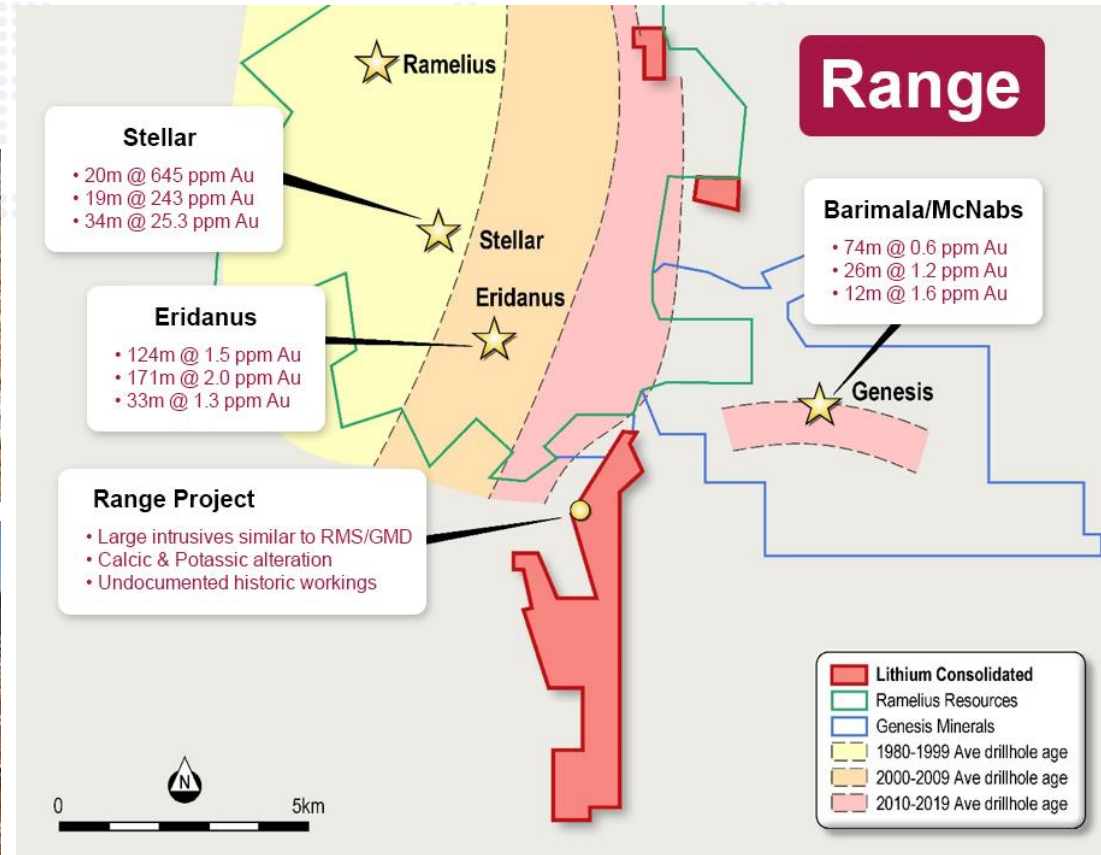 Range
Ramelius
Stellar
• 20m @ 645 ppm Au
• 19m @ 243 ppm Au
• 34m @ 25.3 ppm Au
Stellar
Barimala/McNabs
• 74m @ 0.6 ppm Au
• 26m @ 1.2 ppm Au
• 12m @ 1.6 ppm Au
Eridanus
Eridanus
• 124m @ 1.5 ppm Au
• 171m @ 2.0 ppm Au
• 33m @ 1.3 ppm Au
Genesis
Range Project
• Large intrusives similar to RMS/GMD
• Calcic & Potassic alteration
• Undocumented historic workings
Lithium Consolidated
Ramelius Resources
Genesis Minerals
1980-1999 Ave drillhole age
2000-2009 Ave drillhole age
2010-2019 Ave drillhole age
N
0 5km